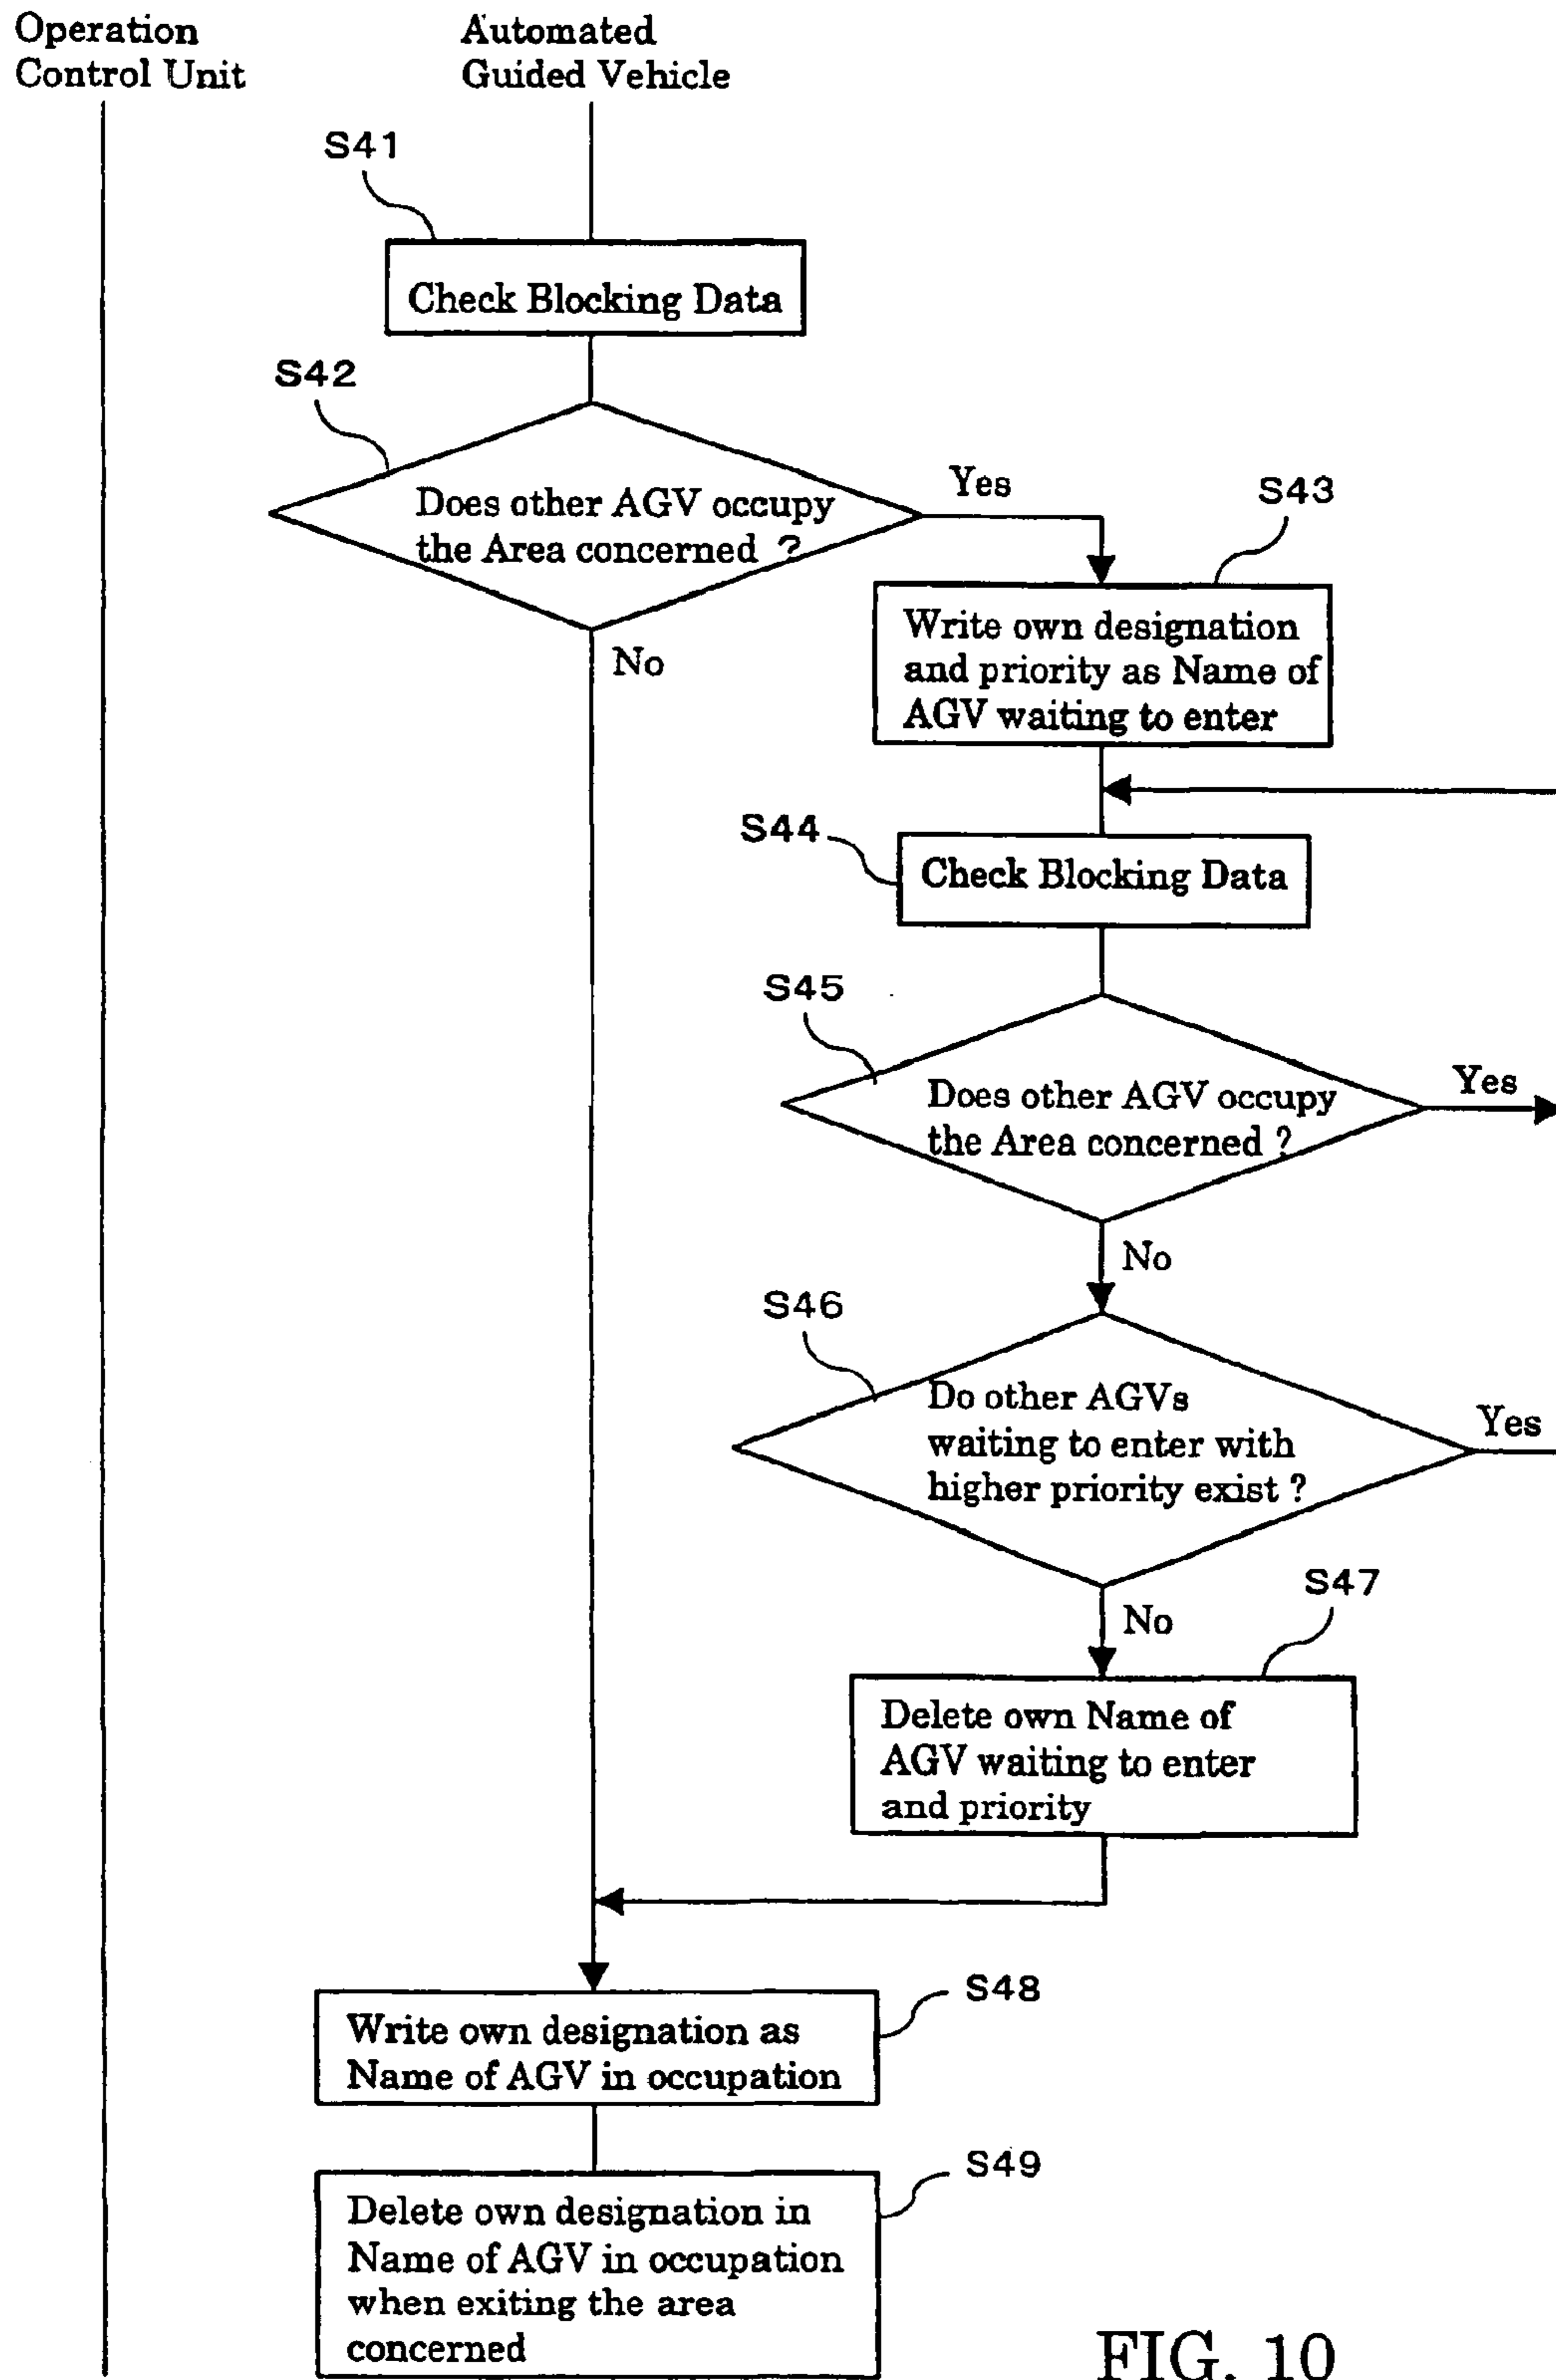 Operation
Control Unit
Automated
Guided Vehicle
S41
Check Blocking Data
S42
Does other AGV occupy
the Area concerned ?
Yes
No
S43
Write own designation
and priority as Name of
AGV waiting to enter
S44
Check Blocking Data
S45
Does other AGV occupy
the Area concerned ?
Yes
No
S46
Do other AGVs
waiting to enter with
higher priority exist ?
Yes
No
S47
Delete own Name of
AGV waiting to enter
and priority
S48
Write own designation as
Name of AGV in occupation
S49
Delete own designation in
Name of AGV in occupation
when exiting the area
concerned
FIG. 10